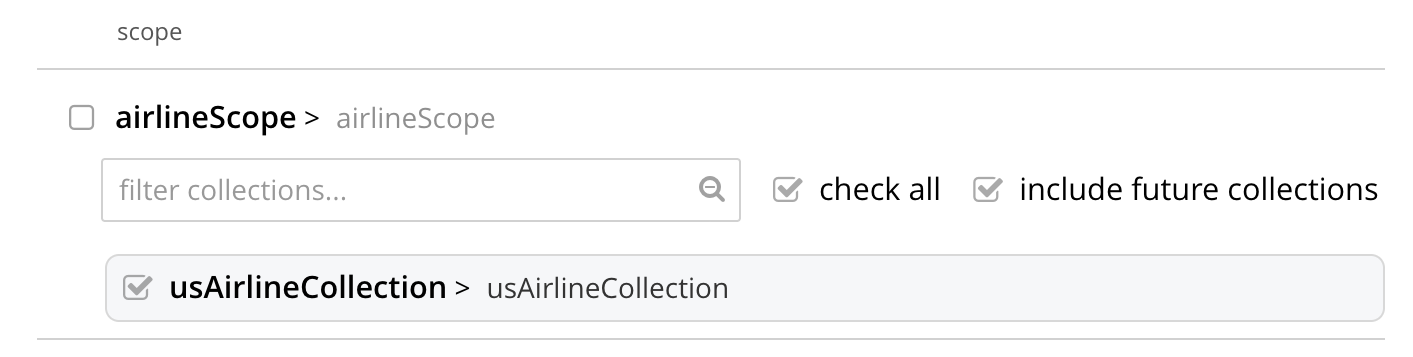 scope
airlineScope > airlineScope
filter collections... check all include future collections
usAirlineCollection > usAirlineCollection